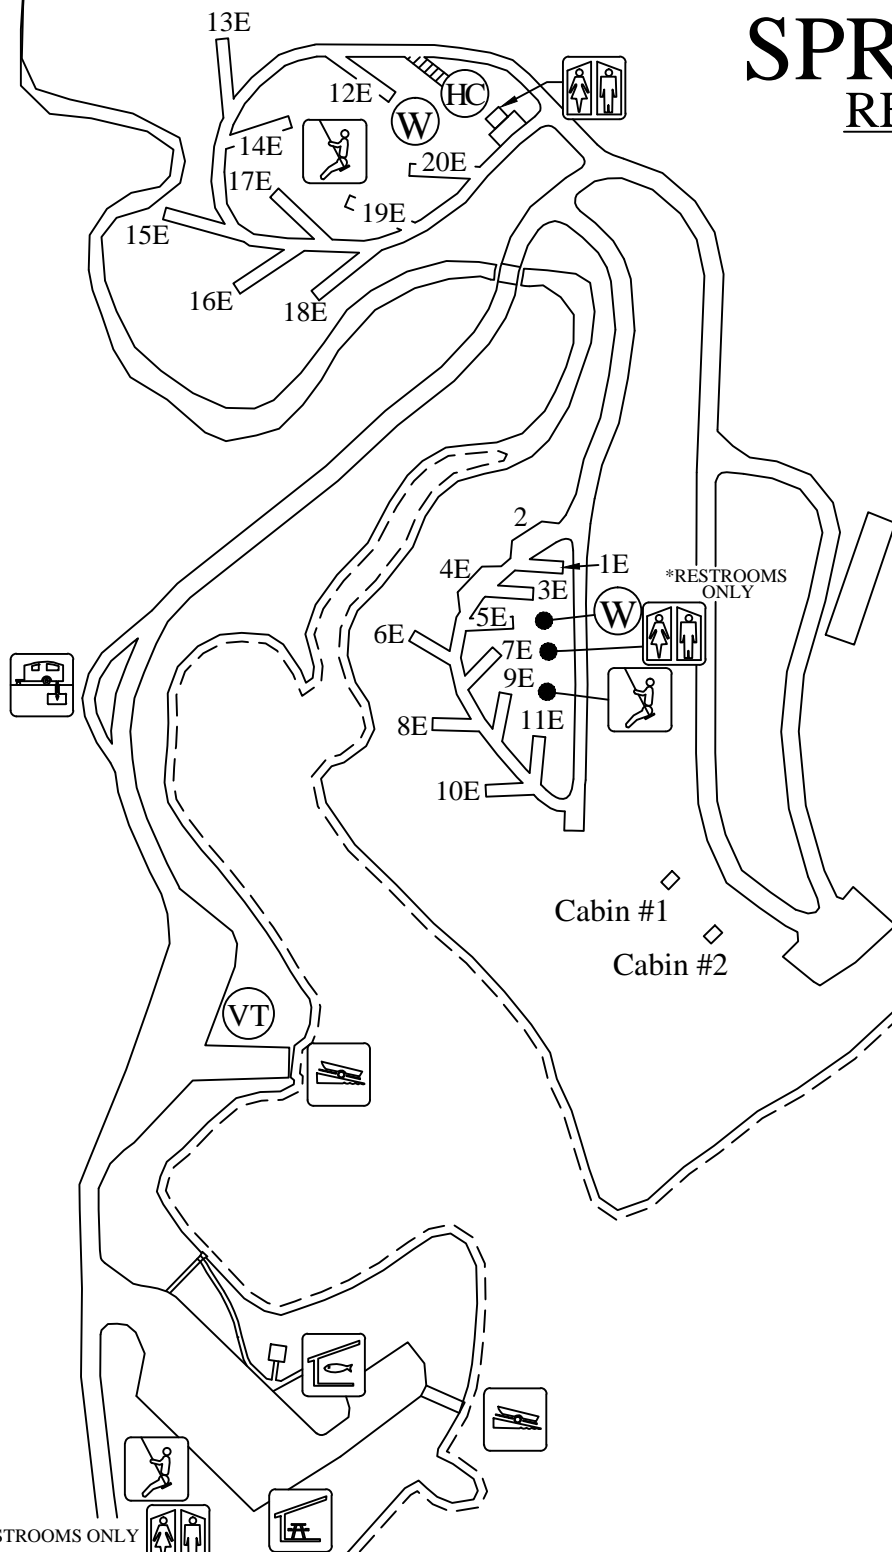 SPR
RE
13E
12E
HC
W
14E
20E
17E
19E
15E
16E
18E
2
4E
1E
*RESTROOMS
ONLY
3E
W
5E
6E
7E
9E
11E
8E
10E
Cabin #1
Cabin #2
VT
STROOMS ONLY